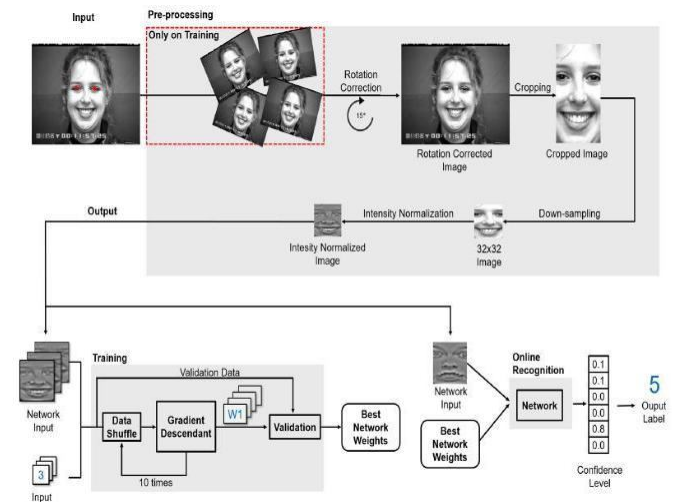 Input
Pre-processing
Only on Training
Rotation
Correction
15°
Rotation Corrected
Image
Cropping
Cropped Image
Output
Intensity Normalization
Down-sampling
Intesity Normalized
Image
32x32
Image
Training
Validation Data
Network
Input
Data
Shuffle
Gradient
Descendant
W1
Validation
Best
Network
Weights
10 times
3
Input
Network
Input
Best
Network
Weights
Online
Recognition
Network
0.1
0.1
0.0
0.0
0.8
0.0
Confidence
Level
5
Ouput
Label